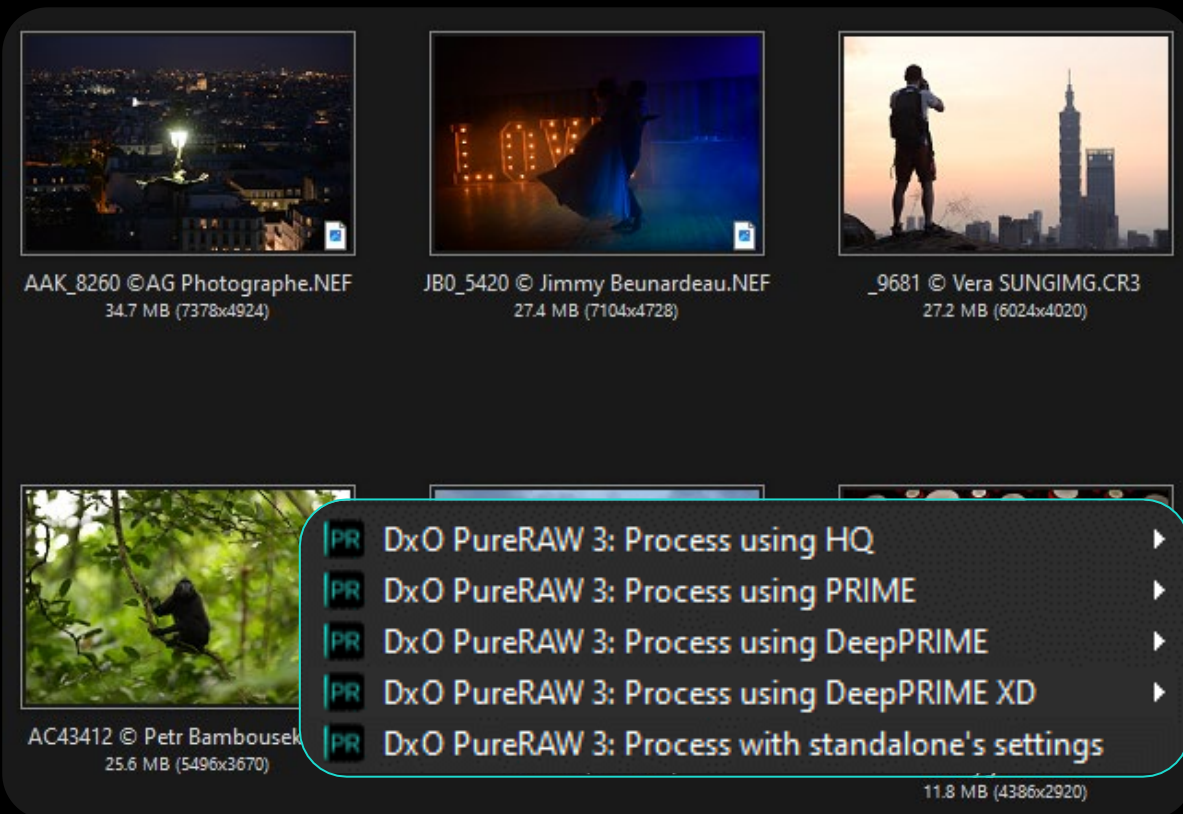 LOV
AAK_8260 ©AG Photographe.NEF
34.7 MB (7378x4924)
JB0_5420 © Jimmy Beunardeau.NEF
27.4 MB (7104x4728)
_9681 © Vera SUNGIMG.CR3
27.2 MB (6024x4020)
AC43412 © Petr Bambousek
25.6 MB (5496x3670)
PR DxO PureRAW 3: Process using HQ
PR DxO PureRAW 3: Process using PRIME
PR DxO PureRAW 3: Process using DeepPRIME
PR DxO PureRAW 3: Process using DeepPRIME XD
PR DxO PureRAW 3: Process with standalone's settings
11.8 MB (4386x2920)